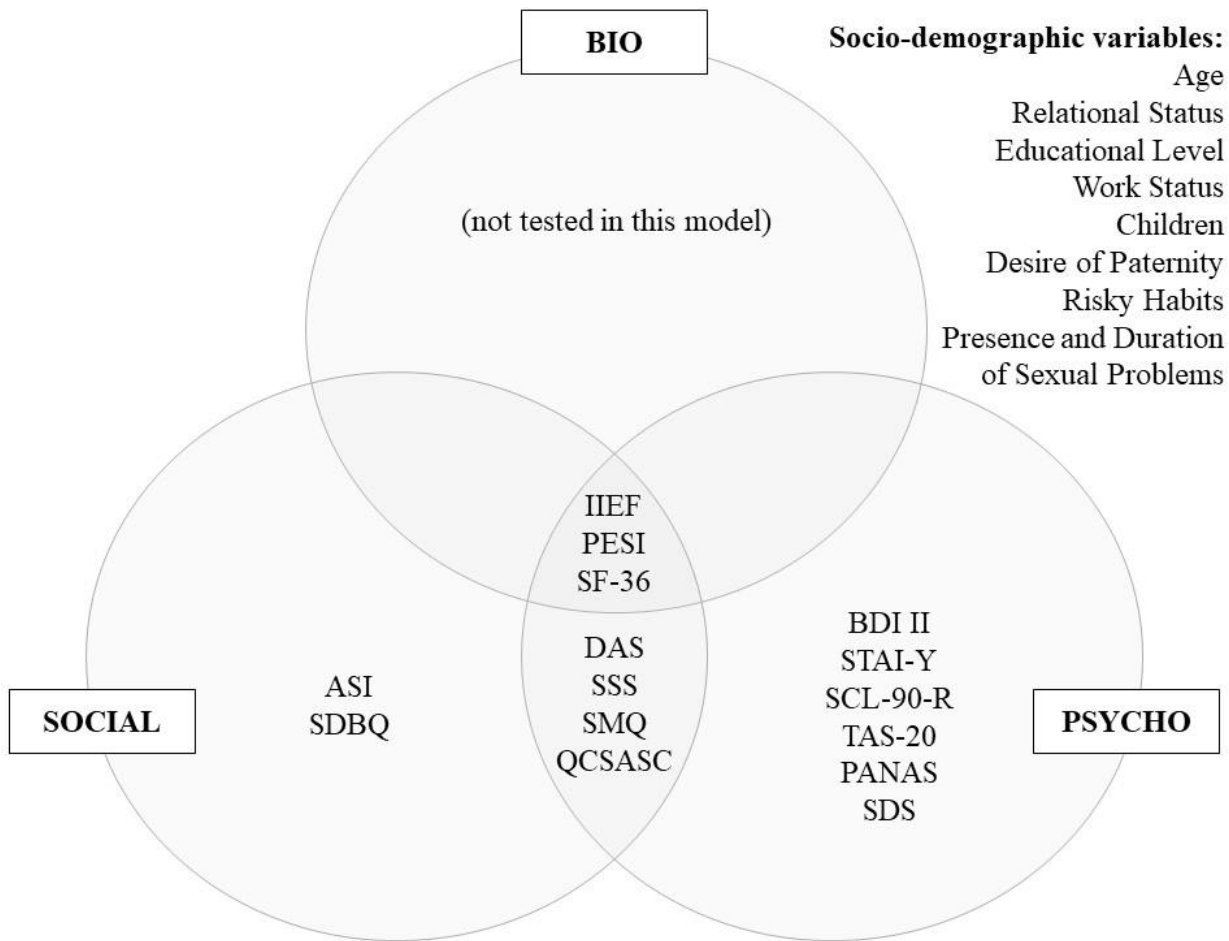 BIO
Socio-demographic variables:
Age
Relational Status
Educational Level
Work Status
Children
Desire of Paternity
Risky Habits
Presence and Duration
of Sexual Problems
(not tested in this model)
IIEF
PESI
SF-36
DAS
SSS
SMQ
QCSASC
SOCIAL
ASI
SDBQ
BDI II
STAI-Y
SCL-90-R
TAS-20
PANAS
SDS
PSYCHO